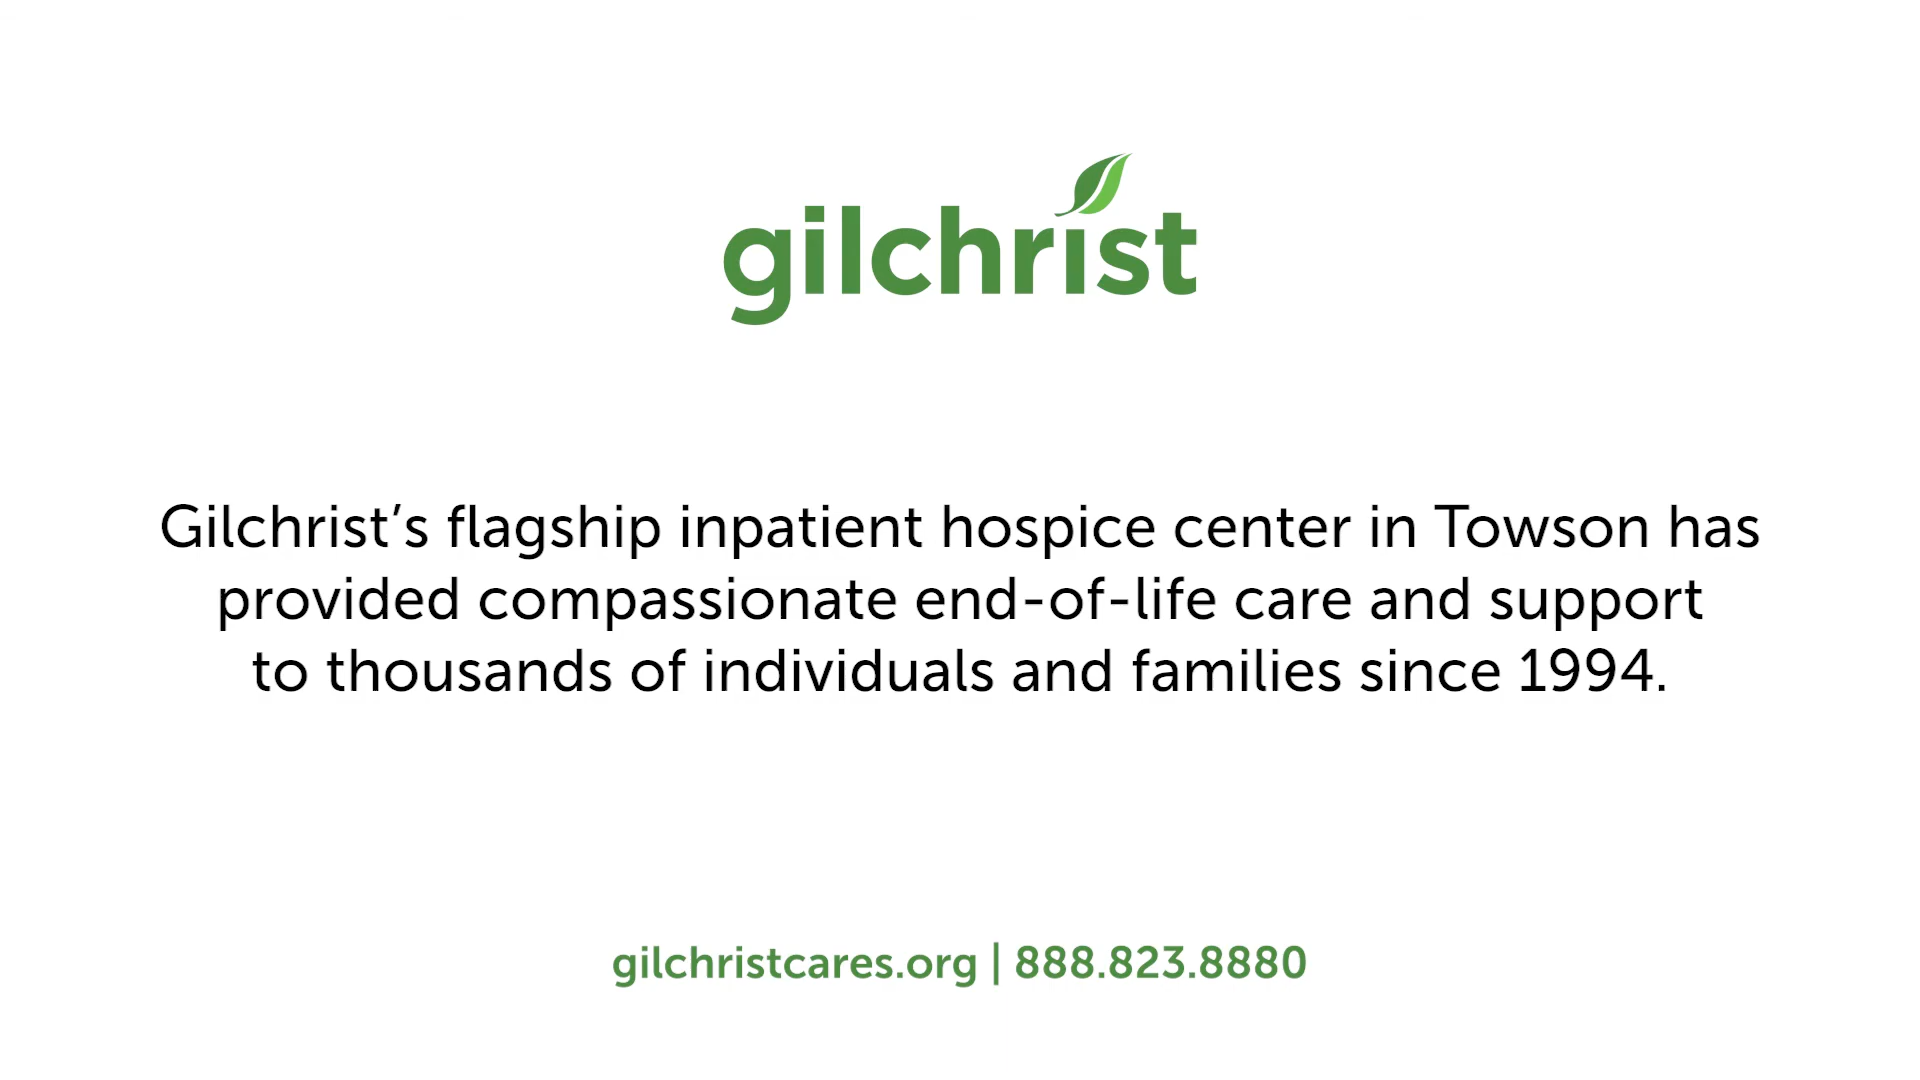 gilchrist
Gilchrist’s flagship inpatient hospice center in Towson has
provided compassionate end-of-life care and support
to thousands of individuals and families since 1994.
gilchristcares.org | 888.823.8880